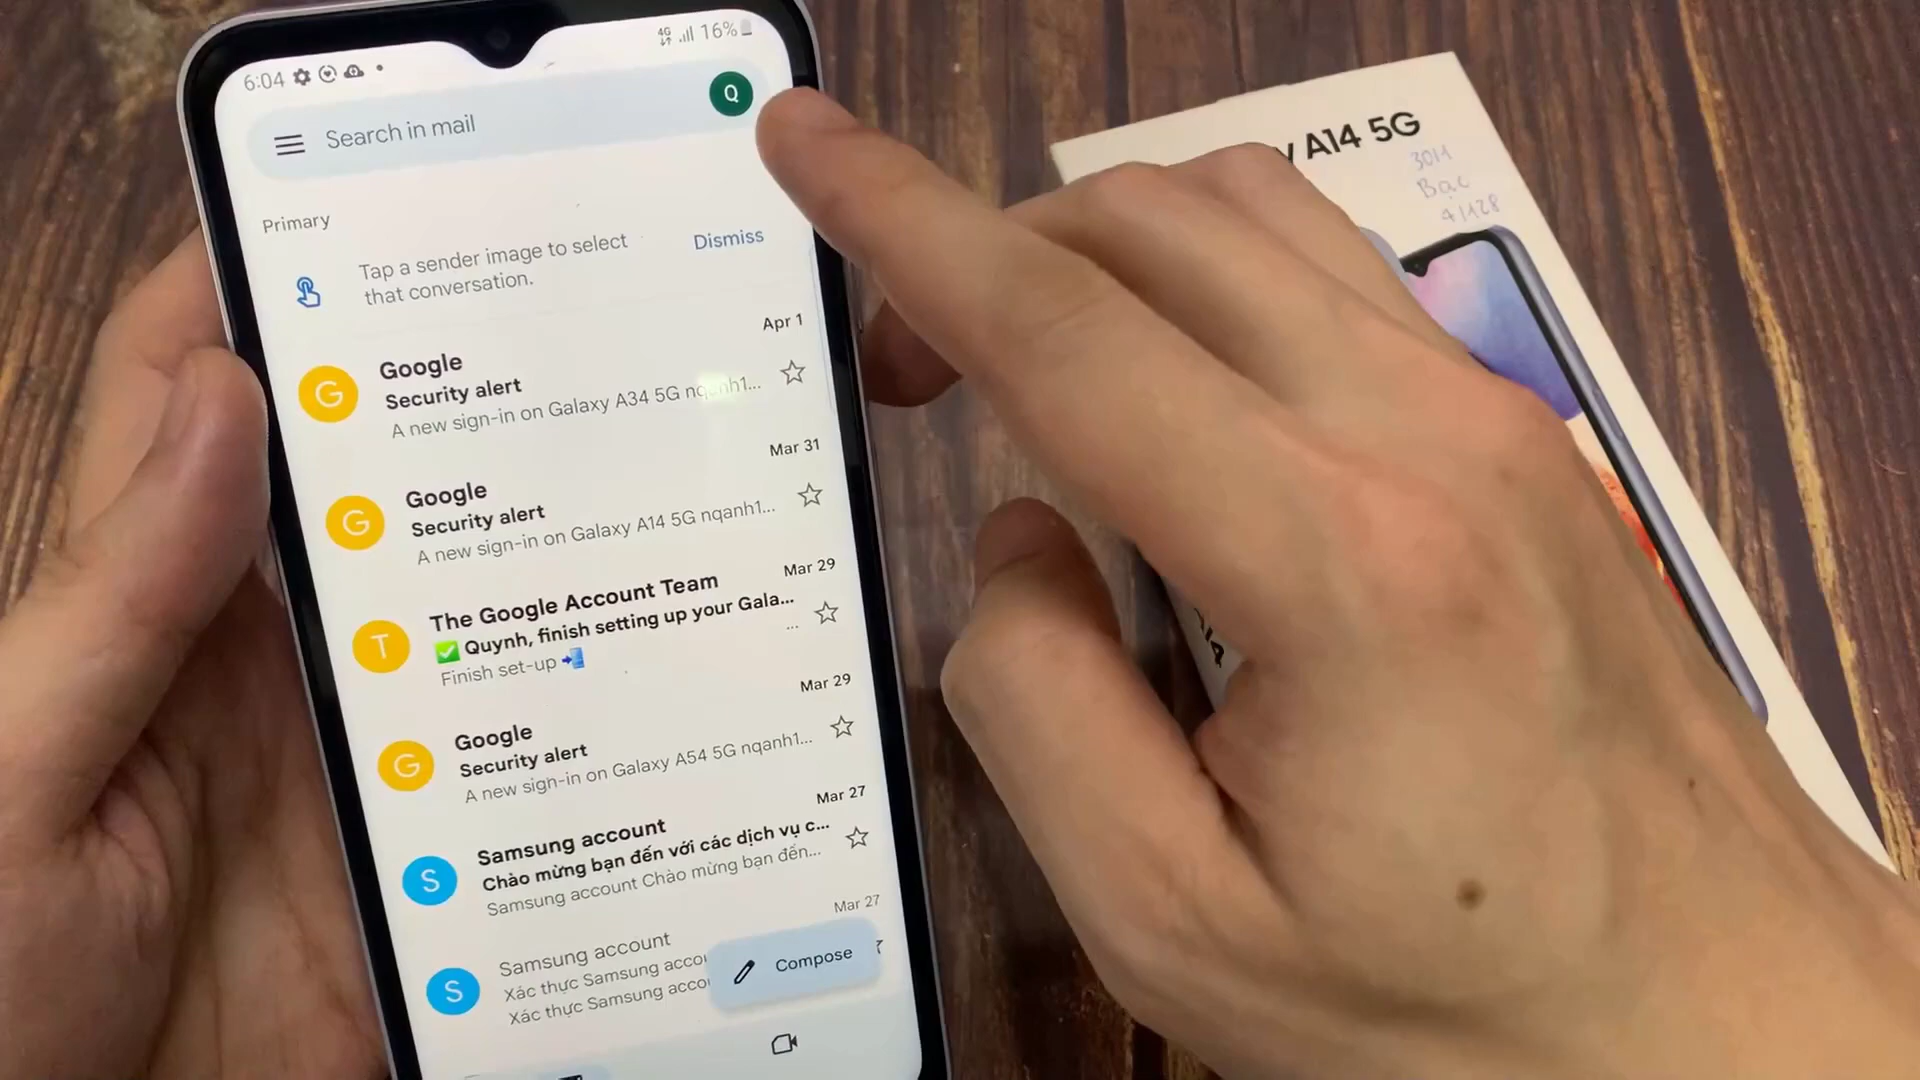 6:04
4G
16%
Search in mail
Q
Primary
Tap a sender image to select
that conversation.
Dismiss
Apr 1
G
Google
Security alert
A new sign-in on Galaxy A34 5G nqanh1...
Mar 31
G
Google
Security alert
A new sign-in on Galaxy A14 5G nqanh1...
Mar 29
T
The Google Account Team
✅ Quynh, finish setting up your Gala...
Finish set-up 📲
...
Mar 29
G
Google
Security alert
A new sign-in on Galaxy A54 5G nqanh1...
Mar 27
S
Samsung account
Chào mừng bạn đến với các dịch vụ c...
Samsung account Chào mừng bạn đến...
Mar 27
S
Samsung account
Xác thực Samsung
Xác thực Samsung
Compose
A14 5G
3011
Bạc
4/128